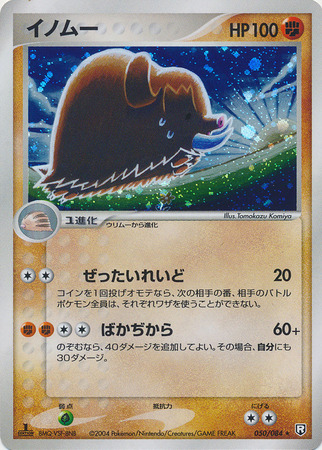 イノムー HP100
Illus. Tomokazu Komiya
1進化
ウリムーから進化
ぜったいれいど 20
コインを1回投げオモテなら、次の相手の番、相手のバトル
ポケモン全員は、それぞれワザを使うことができない。
ばかぢから 60+
のぞむなら、40ダメージを追加してよい。その場合、自分にも
30ダメージ。
弱点 抵抗力 にげる
1
©2004 Pokémon/Nintendo/Creatures/GAME FREAK
050/084 ★
R